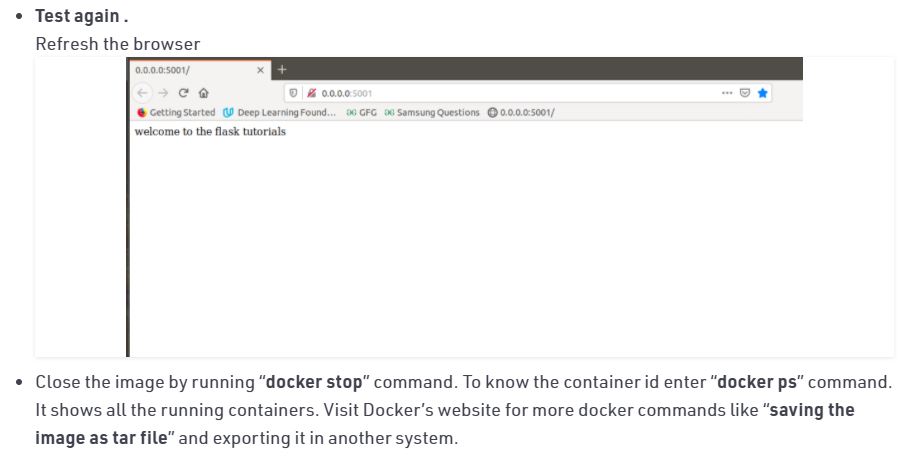 Test again .
Refresh the browser
0.0.0.0:5001/
0.0.0.0:5001
Getting Started Deep Learning Found... GFG Samsung Questions 0.0.0.0:5001/
welcome to the flask tutorials
Close the image by running “docker stop” command. To know the container id enter “docker ps” command.
It shows all the running containers. Visit Docker’s website for more docker commands like “saving the
image as tar file” and exporting it in another system.